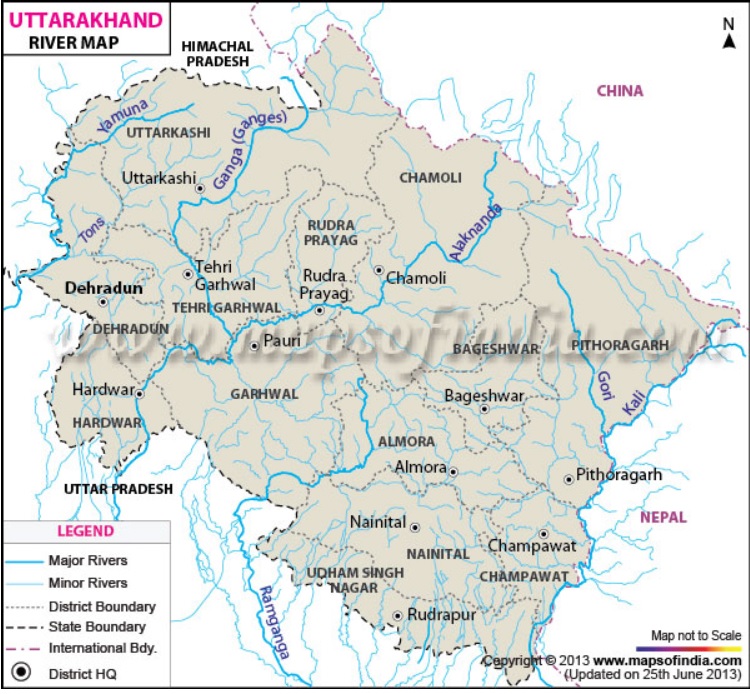 UTTARAKHAND
RIVER MAP
N
HIMACHAL
PRADESH
CHINA
Yamuna
UTTARKASHI
Ganga (Ganges)
Uttarkashi
CHAMOLI
Alaknanda
Tons
RUDRA
PRAYAG
Tehri
Garhwal
Rudra
Prayag
Chamoli
Dehradun
TEHRI GARHWAL
DEHRADUN
www.mapsofindia.com
Pauri
BAGESHWAR
PITHORAGARH
Hardwar
GARHWAL
Bageshwar
Gori
Kali
HARDWAR
ALMORA
Almora
Pithoragarh
UTTAR PRADESH
NEPAL
Nainital
Champawat
NAINITAL
UDHAM SINGH
NAGAR
CHAMPAWAT
Ramganga
Rudrapur
LEGEND
Major Rivers
Minor Rivers
District Boundary
State Boundary
International Bdy.
District HQ
Map not to Scale
Copyright © 2013 www.mapsofindia.com
(Updated on 25th June 2013)